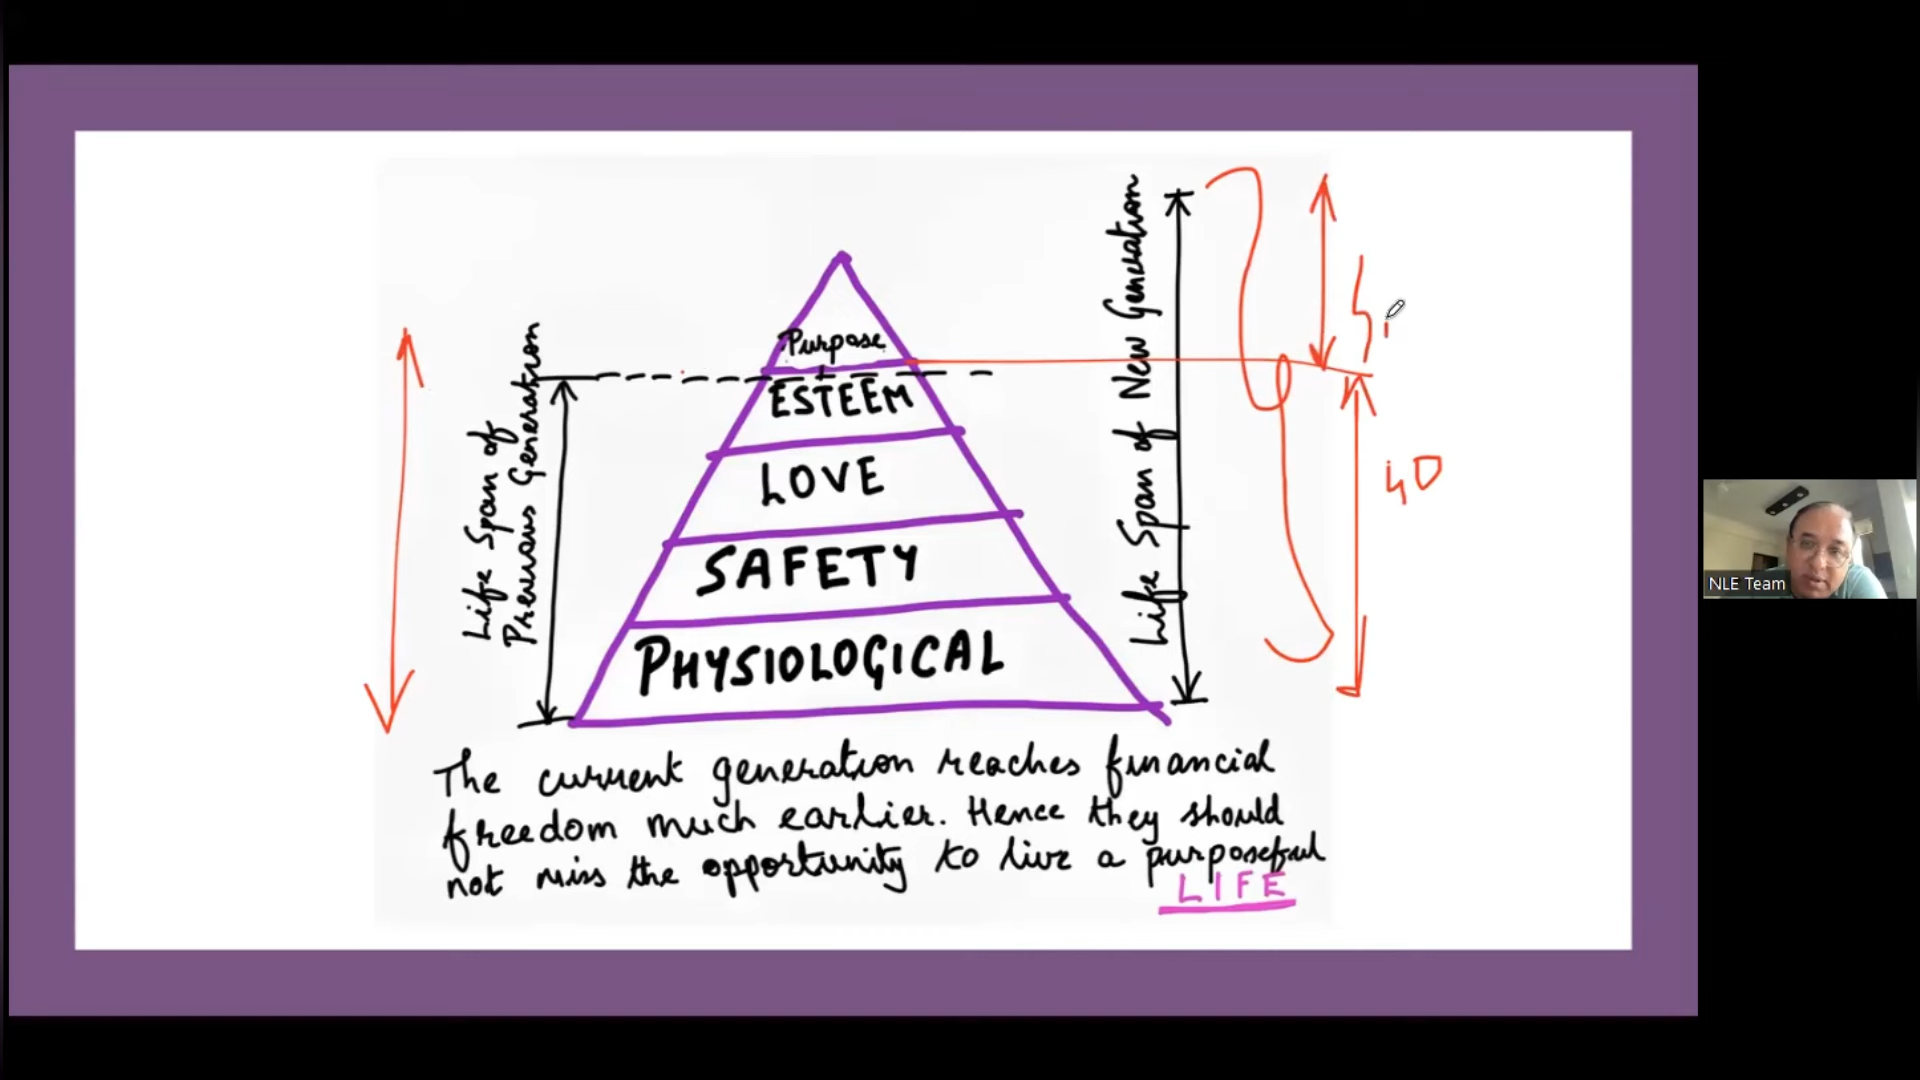 Life Span of
Previous Generation
Purpose
ESTEEM
LOVE
SAFETY
PHYSIOLOGICAL
Life Span of New Generation
40
The current generation reaches financial
freedom much earlier. Hence they should
not miss the opportunity to live a purposeful
LIFE
NLE Team